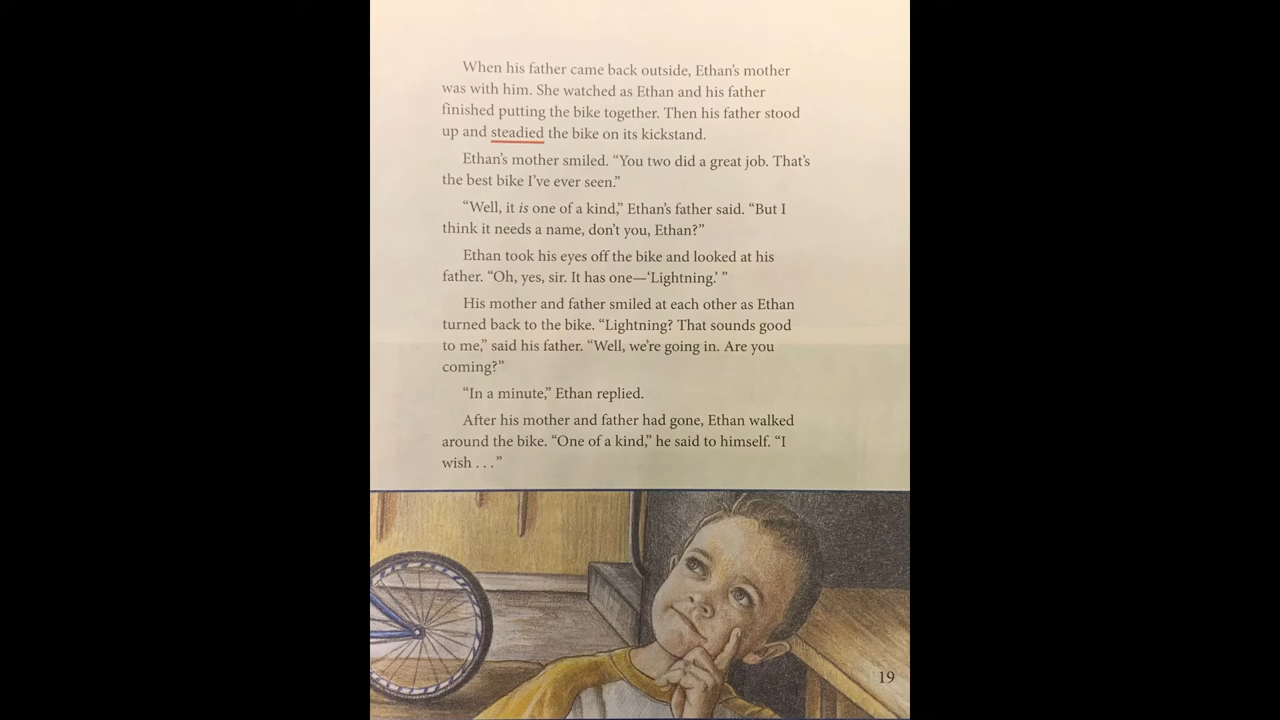 When his father came back outside, Ethan’s mother
was with him. She watched as Ethan and his father
finished putting the bike together. Then his father stood
up and steadied the bike on its kickstand.
Ethan’s mother smiled. “You two did a great job. That’s
the best bike I’ve ever seen.”
“Well, it is one of a kind,” Ethan’s father said. “But I
think it needs a name, don’t you, Ethan?”
Ethan took his eyes off the bike and looked at his
father. “Oh, yes, sir. It has one—‘Lightning.’ ”
His mother and father smiled at each other as Ethan
turned back to the bike. “Lightning? That sounds good
to me,” said his father. “Well, we’re going in. Are you
coming?”
“In a minute,” Ethan replied.
After his mother and father had gone, Ethan walked
around the bike. “One of a kind,” he said to himself. “I
wish . . .”
19